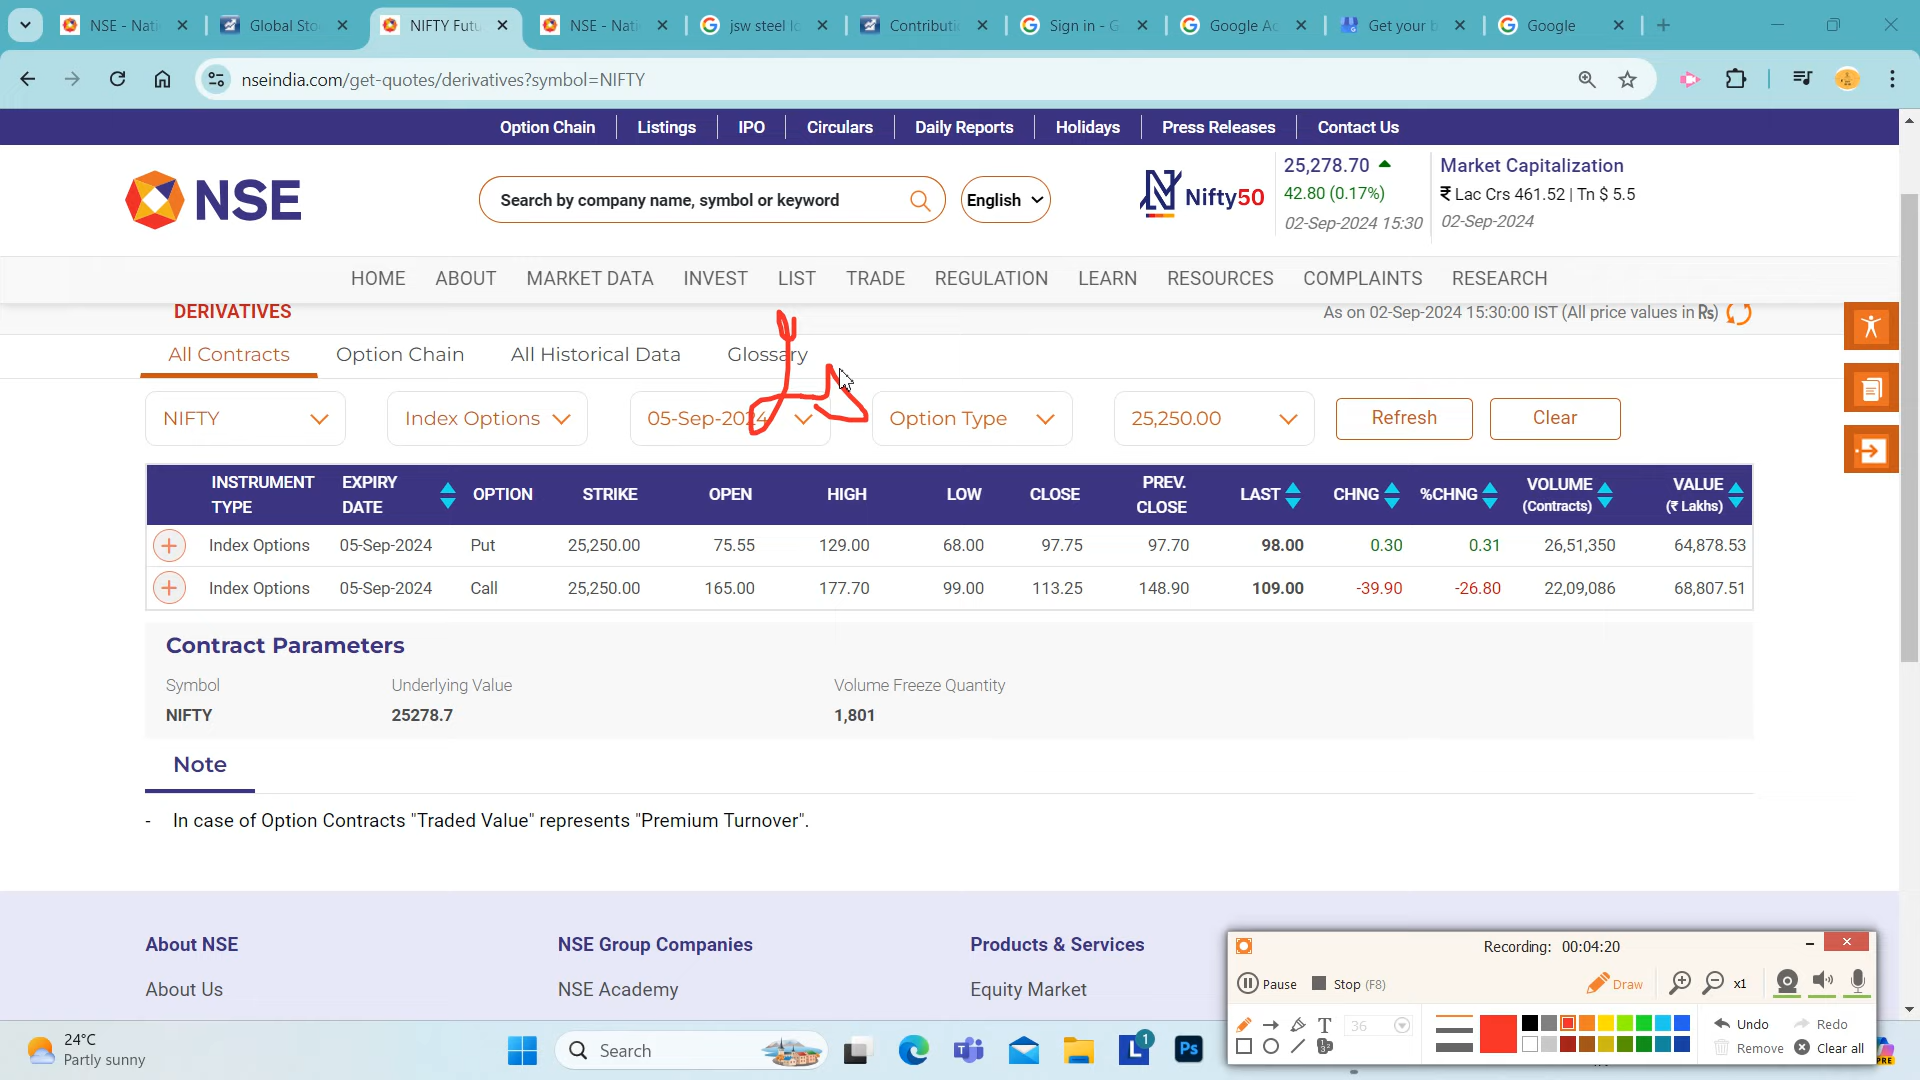 NSE - Nati
Global Sto
NIFTY Futu
NSE - Nati
jsw steel lo
Contributi
Sign in - G
Google Ac
Get your b
Google
nseindia.com/get-quotes/derivatives?symbol=NIFTY
Option Chain Listings IPO Circulars Daily Reports Holidays Press Releases Contact Us
NSE
Search by company name, symbol or keyword
English
Nifty50
25,278.70
42.80 (0.17%)
02-Sep-2024 15:30
Market Capitalization
₹ Lac Crs 461.52 | Tn $ 5.5
02-Sep-2024
HOME ABOUT MARKET DATA INVEST LIST TRADE REGULATION LEARN RESOURCES COMPLAINTS RESEARCH
DERIVATIVES
As on 02-Sep-2024 15:30:00 IST (All price values in ₨)
All Contracts Option Chain All Historical Data Glossary
NIFTY Index Options 05-Sep-2024 Option Type 25,250.00 Refresh Clear
INSTRUMENT TYPE EXPIRY DATE OPTION STRIKE OPEN HIGH LOW CLOSE PREV. CLOSE LAST CHNG %CHNG VOLUME (Contracts) VALUE (₹ Lakhs)
Index Options 05-Sep-2024 Put 25,250.00 75.55 129.00 68.00 97.75 97.70 98.00 0.30 0.31 26,51,350 64,878.53
Index Options 05-Sep-2024 Call 25,250.00 165.00 177.70 99.00 113.25 148.90 109.00 -39.90 -26.80 22,09,086 68,807.51
Contract Parameters
Symbol Underlying Value Volume Freeze Quantity
NIFTY 25278.7 1,801
Note
- In case of Option Contracts "Traded Value" represents "Premium Turnover".
About NSE NSE Group Companies Products & Services
About Us NSE Academy Equity Market
Recording: 00:04:20
Pause Stop (F8) Draw x1
T 36 Undo Redo
Remove Clear all
24°C
Partly sunny
Search
L 1
Ps
PRE